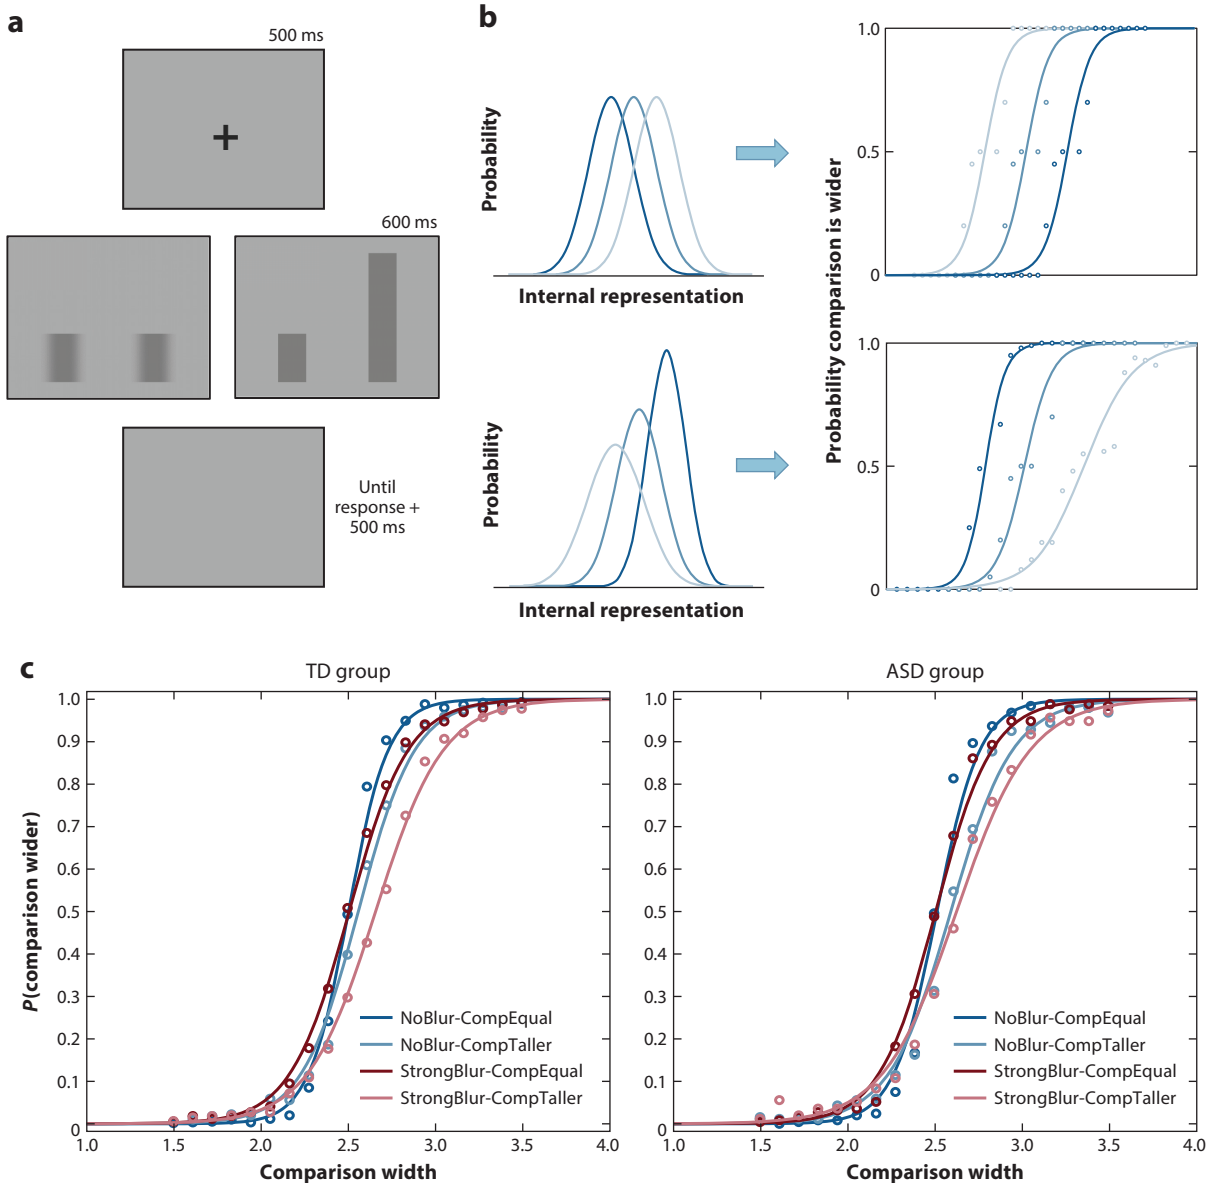 a
500 ms
600 ms
Until
response +
500 ms
b
Probability
Internal representation
Probability
Internal representation
Probability comparison is wider
1.0
0.5
0
1.0
0.5
0
c
TD group
P(comparison wider)
1.0
0.9
0.8
0.7
0.6
0.5
0.4
0.3
0.2
0.1
0
NoBlur-CompEqual
NoBlur-CompTaller
StrongBlur-CompEqual
StrongBlur-CompTaller
1.0 1.5 2.0 2.5 3.0 3.5 4.0
Comparison width
ASD group
1.0
0.9
0.8
0.7
0.6
0.5
0.4
0.3
0.2
0.1
0
NoBlur-CompEqual
NoBlur-CompTaller
StrongBlur-CompEqual
StrongBlur-CompTaller
1.0 1.5 2.0 2.5 3.0 3.5 4.0
Comparison width